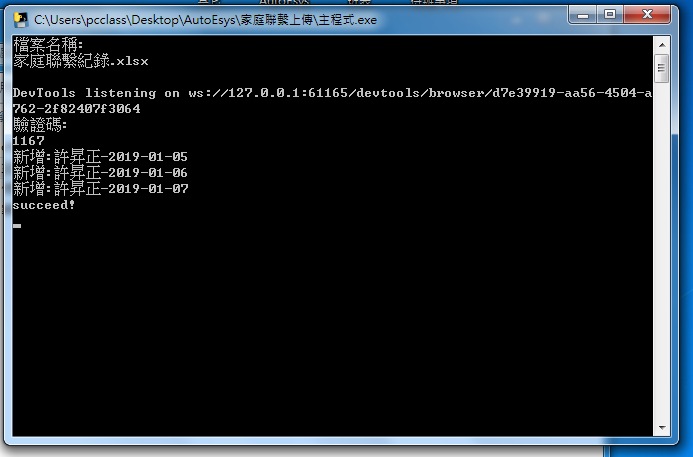 C:\Users\pcclass\Desktop\AutoEsys\家庭聯繫上傳\主程式.exe
檔案名稱:
家庭聯繫紀錄.xlsx
DevTools listening on ws://127.0.0.1:61165/devtools/browser/d7e39919-aa56-4504-a
762-2f82407f3064
驗證碼:
1167
新增:許昇正-2019-01-05
新增:許昇正-2019-01-06
新增:許昇正-2019-01-07
succeed!